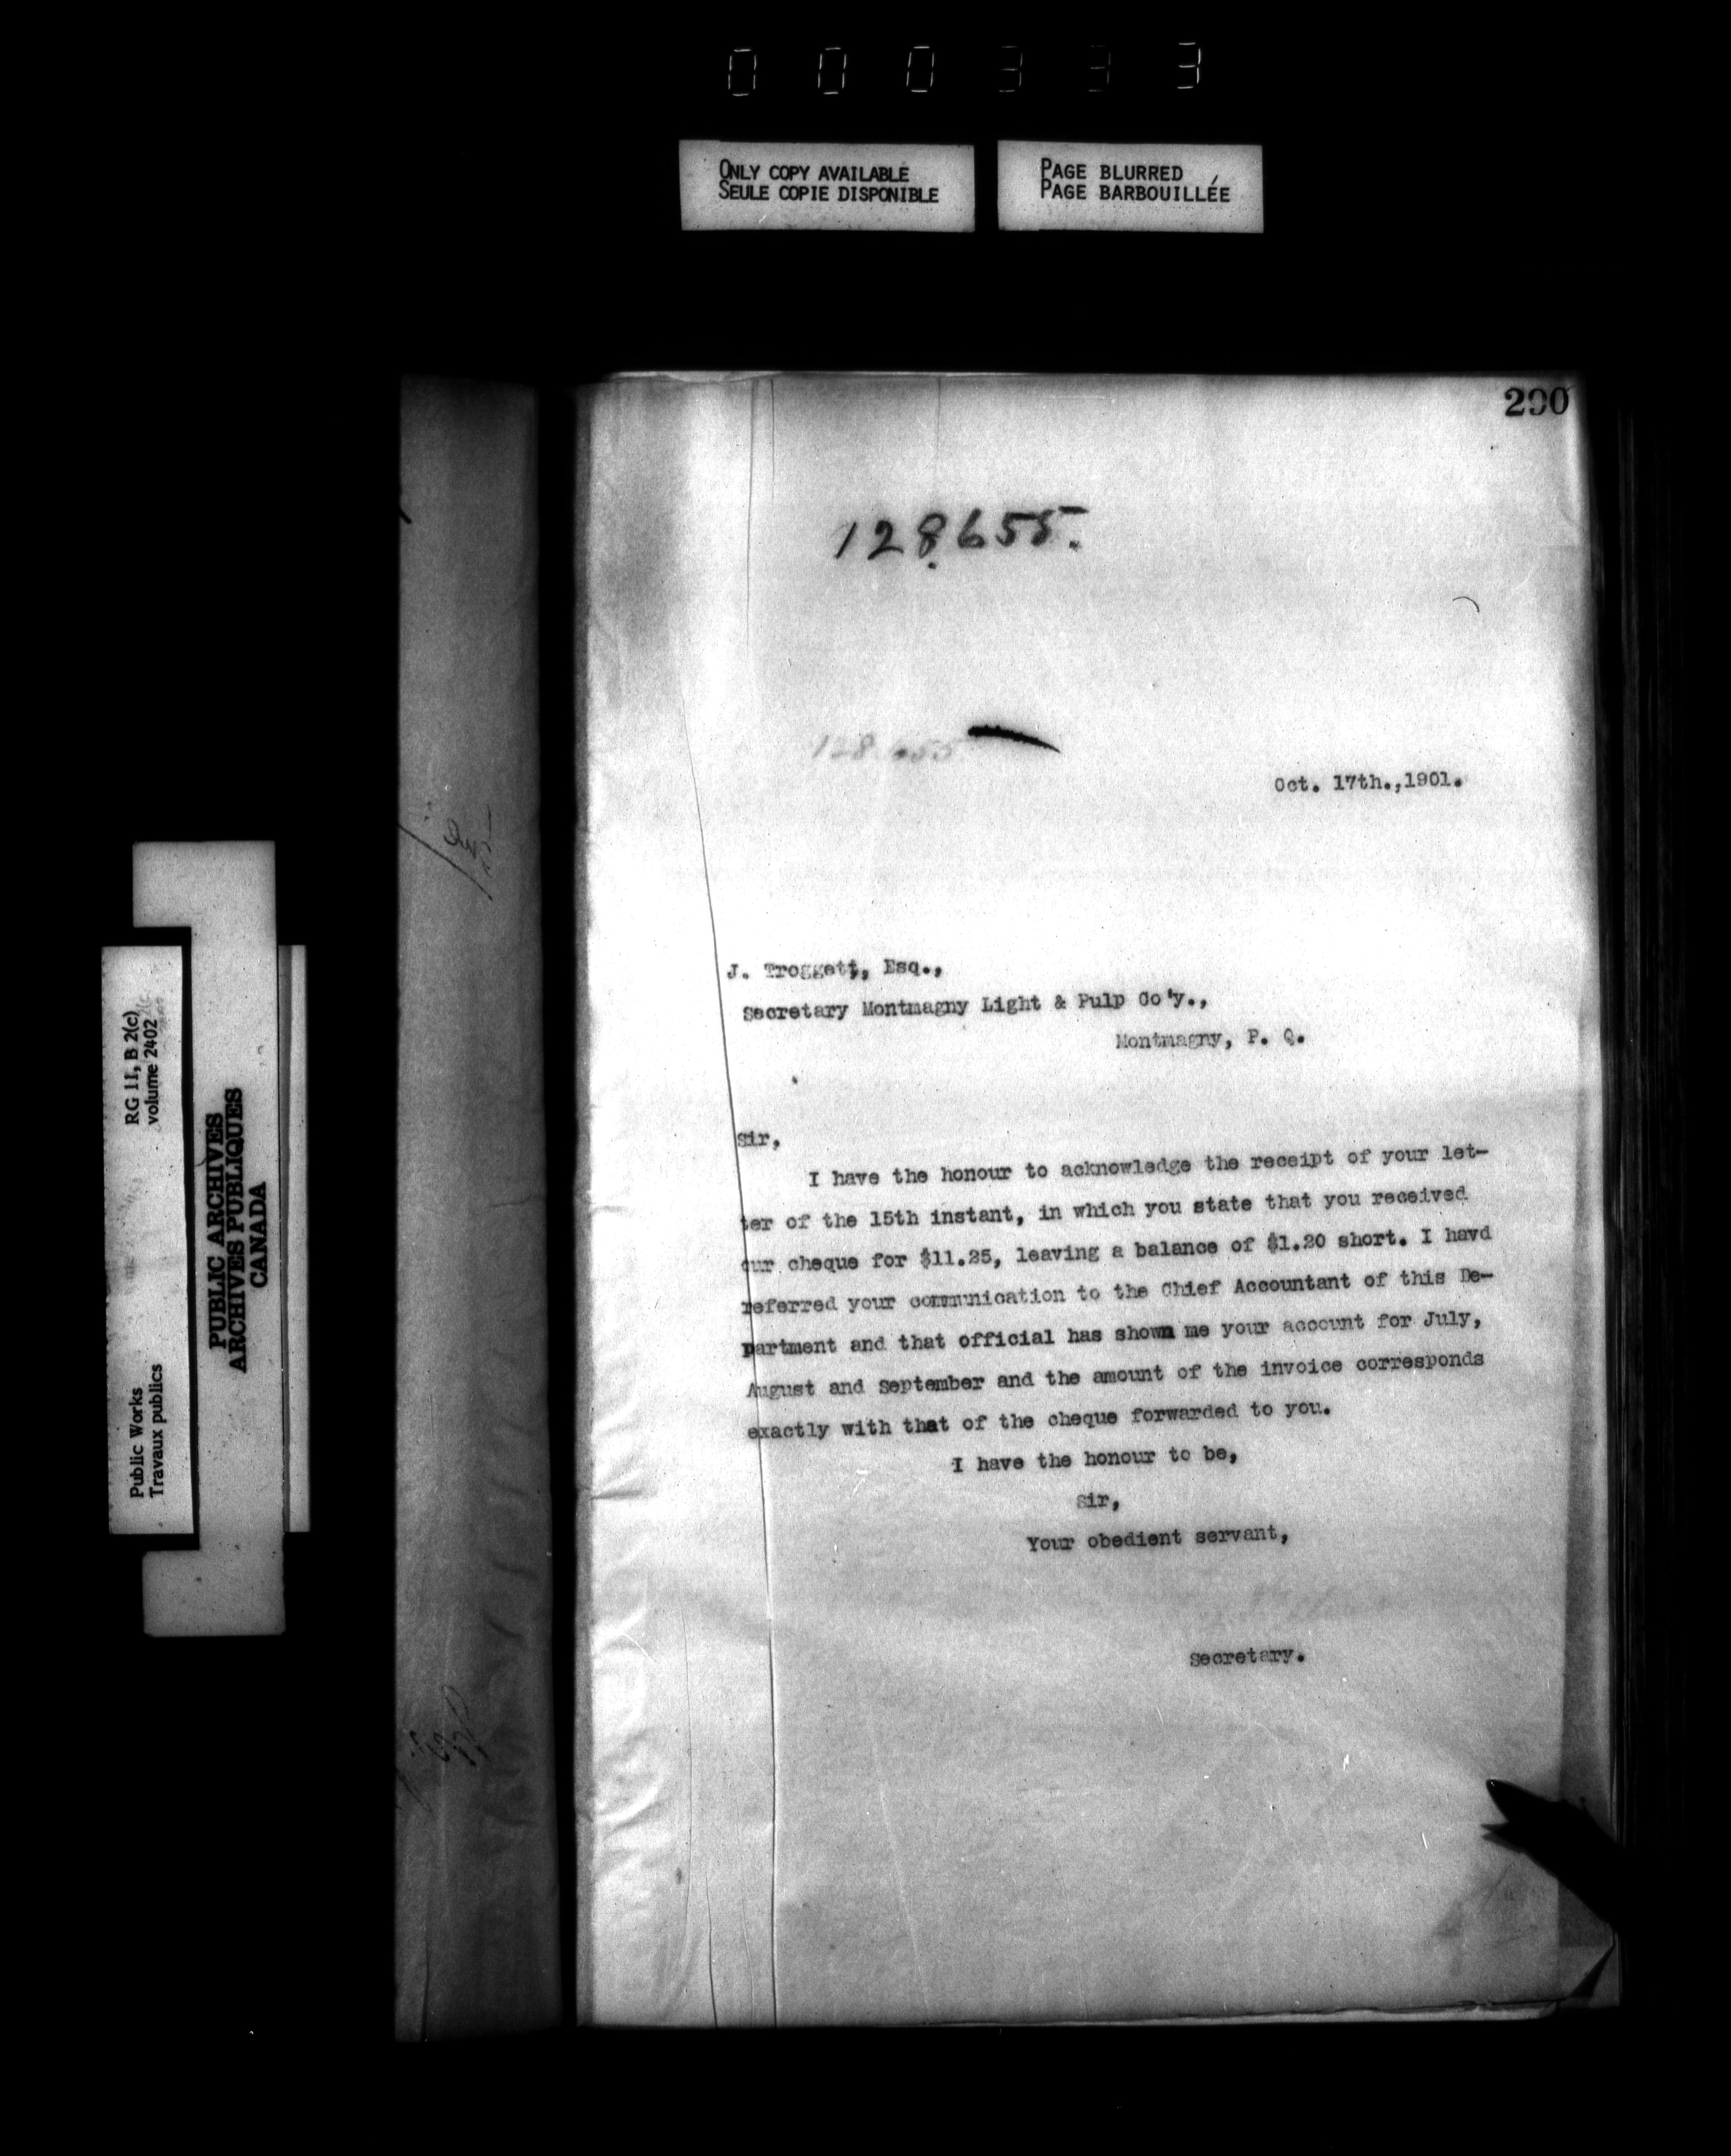 000333
ONLY COPY AVAILABLE
SEULE COPIE DISPONIBLE
PAGE BLURRED
PAGE BARBOUILLÉE
290
128655.
128 655
Oct. 17th.,1901.
J. Troggett, Esq.,
Secretary Montmagny Light & Pulp Co'y.,
Montmagny, P. Q.
Sir,
I have the honour to acknowledge the receipt of your let-
ter of the 15th instant, in which you state that you received
our cheque for $11.25, leaving a balance of $1.20 short. I havd
referred your communication to the Chief Accountant of this De-
partment and that official has shown me your account for July,
August and September and the amount of the invoice corresponds
exactly with that of the cheque forwarded to you.
I have the honour to be,
Sir,
Your obedient servant,
Secretary.
RG 11, B 2(c)
volume 2402
Public Works
Travaux publics
PUBLIC ARCHIVES
ARCHIVES PUBLIQUES
CANADA